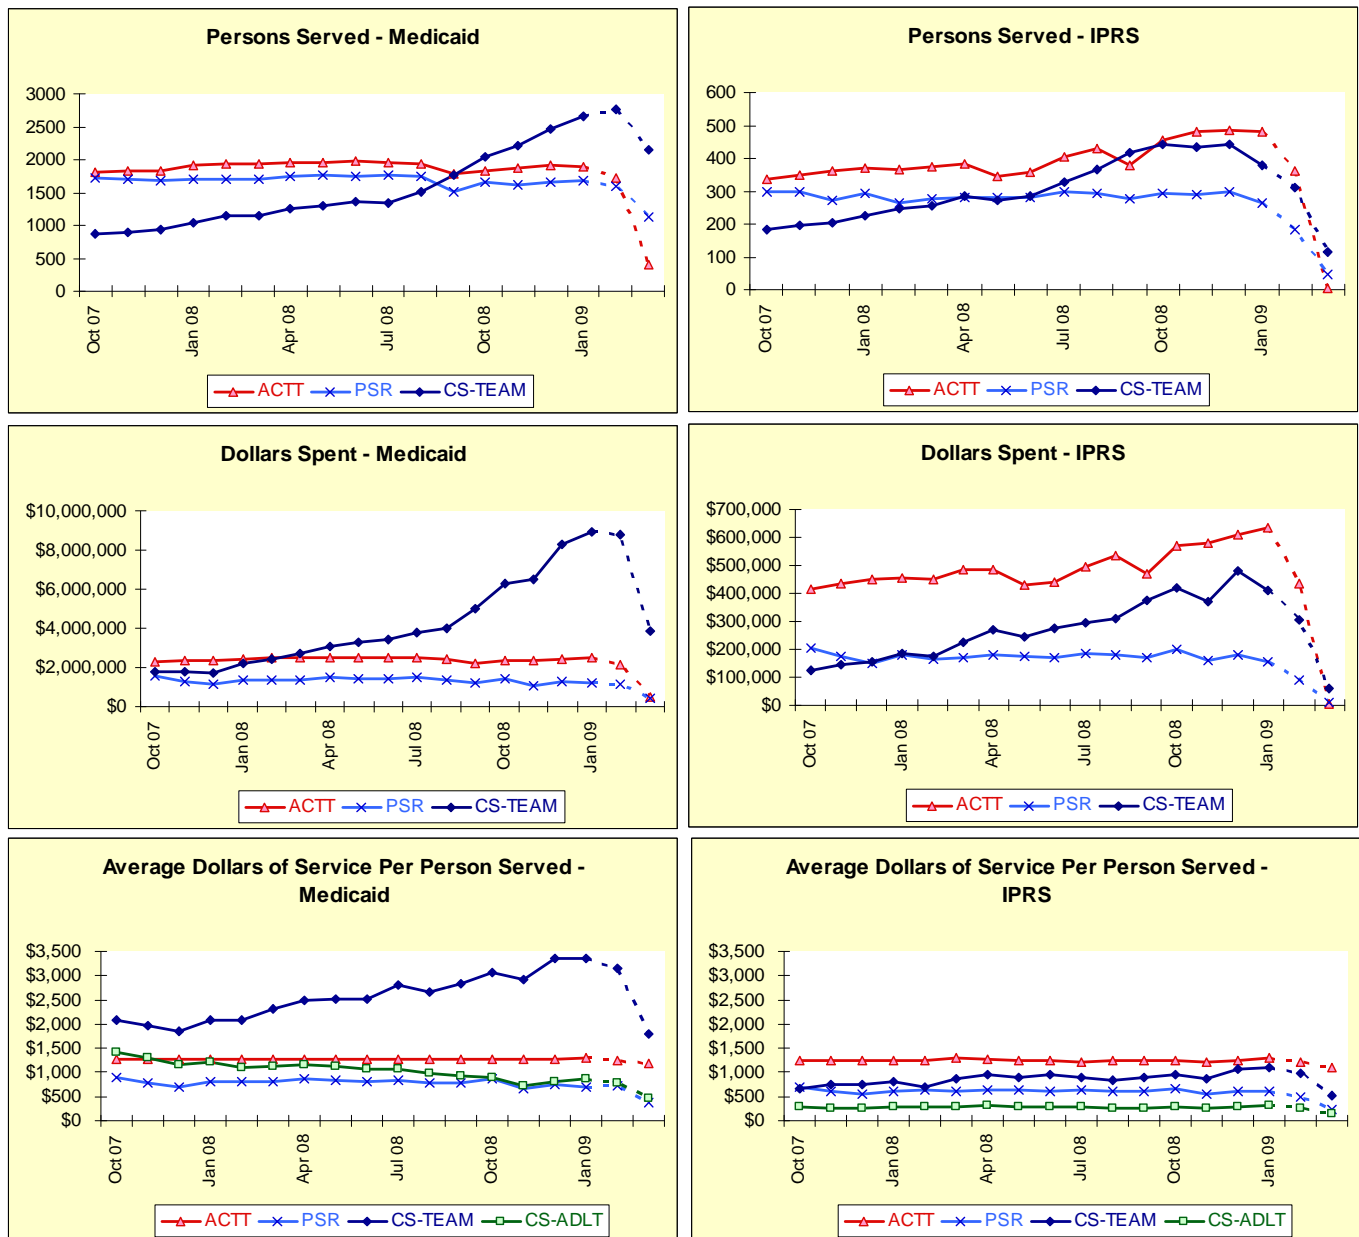 Persons Served - Medicaid
3000
2500
2000
1500
1000
500
0
Oct 07
Jan 08
Apr 08
Jul 08
Oct 08
Jan 09
ACTT PSR CS-TEAM
Persons Served - IPRS
600
500
400
300
200
100
0
Oct 07
Jan 08
Apr 08
Jul 08
Oct 08
Jan 09
ACTT PSR CS-TEAM
Dollars Spent - Medicaid
$10,000,000
$8,000,000
$6,000,000
$4,000,000
$2,000,000
$0
Oct 07
Jan 08
Apr 08
Jul 08
Oct 08
Jan 09
ACTT PSR CS-TEAM
Dollars Spent - IPRS
$700,000
$600,000
$500,000
$400,000
$300,000
$200,000
$100,000
$0
Oct 07
Jan 08
Apr 08
Jul 08
Oct 08
Jan 09
ACTT PSR CS-TEAM
Average Dollars of Service Per Person Served -
Medicaid
$3,500
$3,000
$2,500
$2,000
$1,500
$1,000
$500
$0
Oct 07
Jan 08
Apr 08
Jul 08
Oct 08
Jan 09
ACTT PSR CS-TEAM CS-ADLT
Average Dollars of Service Per Person Served -
IPRS
$3,500
$3,000
$2,500
$2,000
$1,500
$1,000
$500
$0
Oct 07
Jan 08
Apr 08
Jul 08
Oct 08
Jan 09
ACTT PSR CS-TEAM CS-ADLT